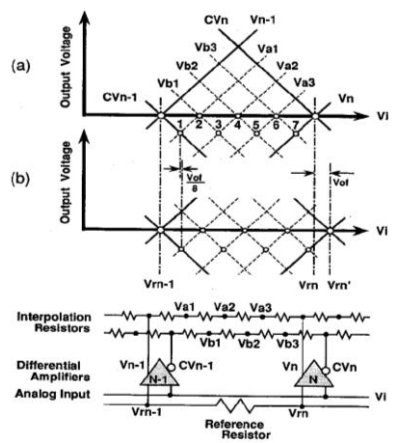 CVn Vn-1
Vb3 Va1
Vb2 Va2
Vb1 Va3
CVn-1 Vn
(a) Output Voltage Vi
1 2 3 4 5 6 7
(b) Output Voltage
Vof/8 Vof
Vi
Vrn-1 Vrn Vrn'
Va1 Va2 Va3
Interpolation
Resistors
Vb1 Vb2 Vb3
Vn-1 CVn-1 Vn CVn
Differential
Amplifiers N-1 N
Analog Input Vi
Vrn-1 Vrn
Reference
Resistor